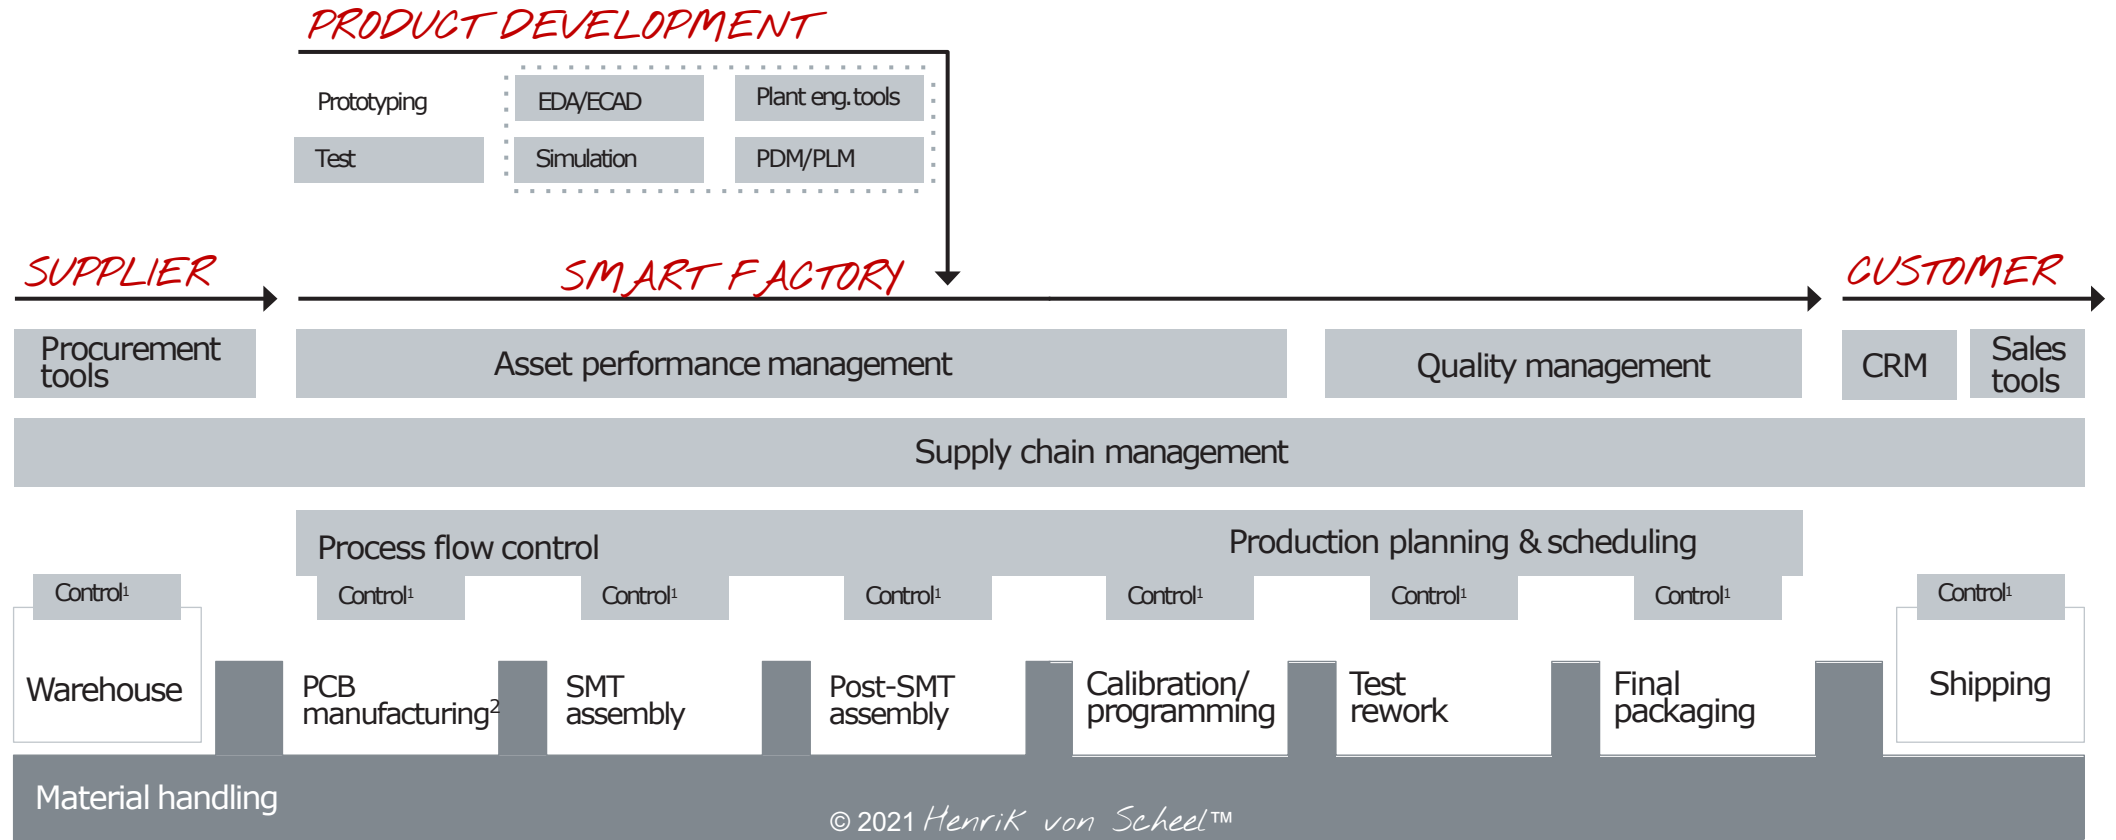 PRODUCT DEVELOPMENT
Prototyping
EDA/ECAD
Plant eng. tools
Test
Simulation
PDM/PLM
SUPPLIER
SMART FACTORY
CUSTOMER
Procurement
tools
Asset performance management
Quality management
CRM
Sales
tools
Supply chain management
Process flow control
Production planning & scheduling
Control¹
Control¹
Control¹
Control¹
Control¹
Control¹
Control¹
Control¹
Warehouse
PCB
manufacturing²
SMT
assembly
Post-SMT
assembly
Calibration/
programming
Test
rework
Final
packaging
Shipping
Material handling
© 2021 Henrik von Scheel™